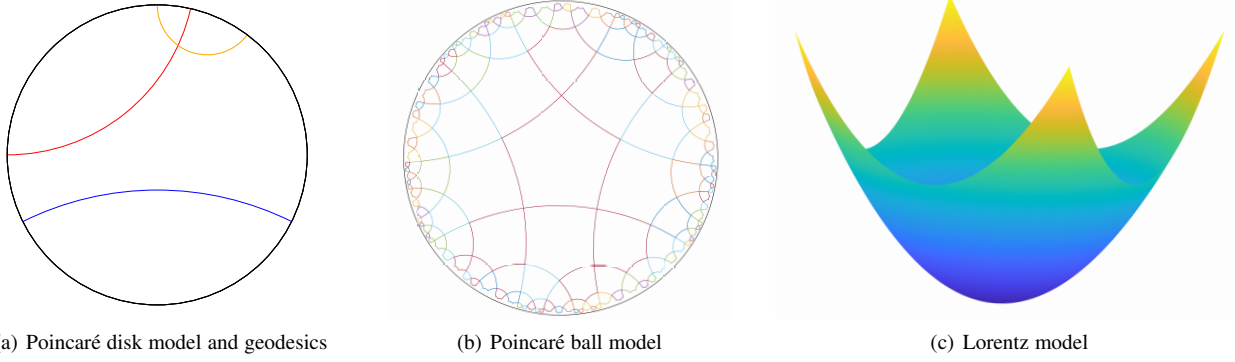 a) Poincaré disk model and geodesics
(b) Poincaré ball model
(c) Lorentz model